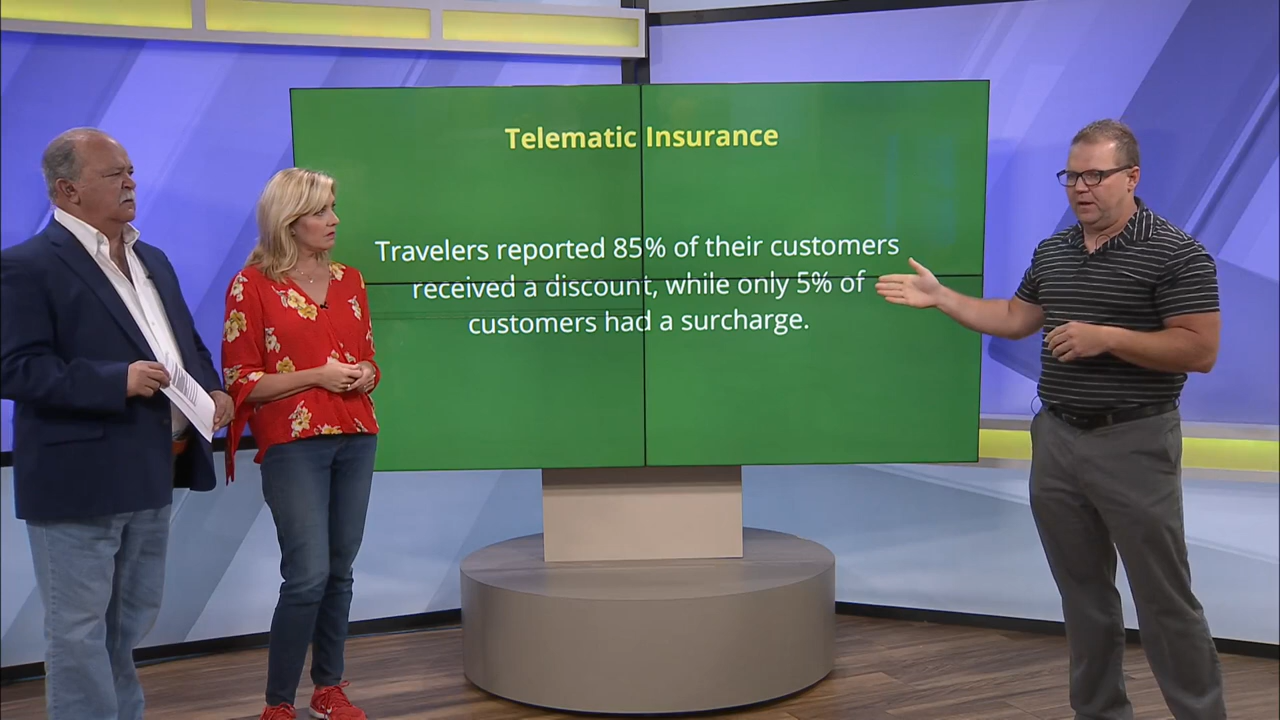 Telematic Insurance
Travelers reported 85% of their customers
received a discount, while only 5% of
customers had a surcharge.